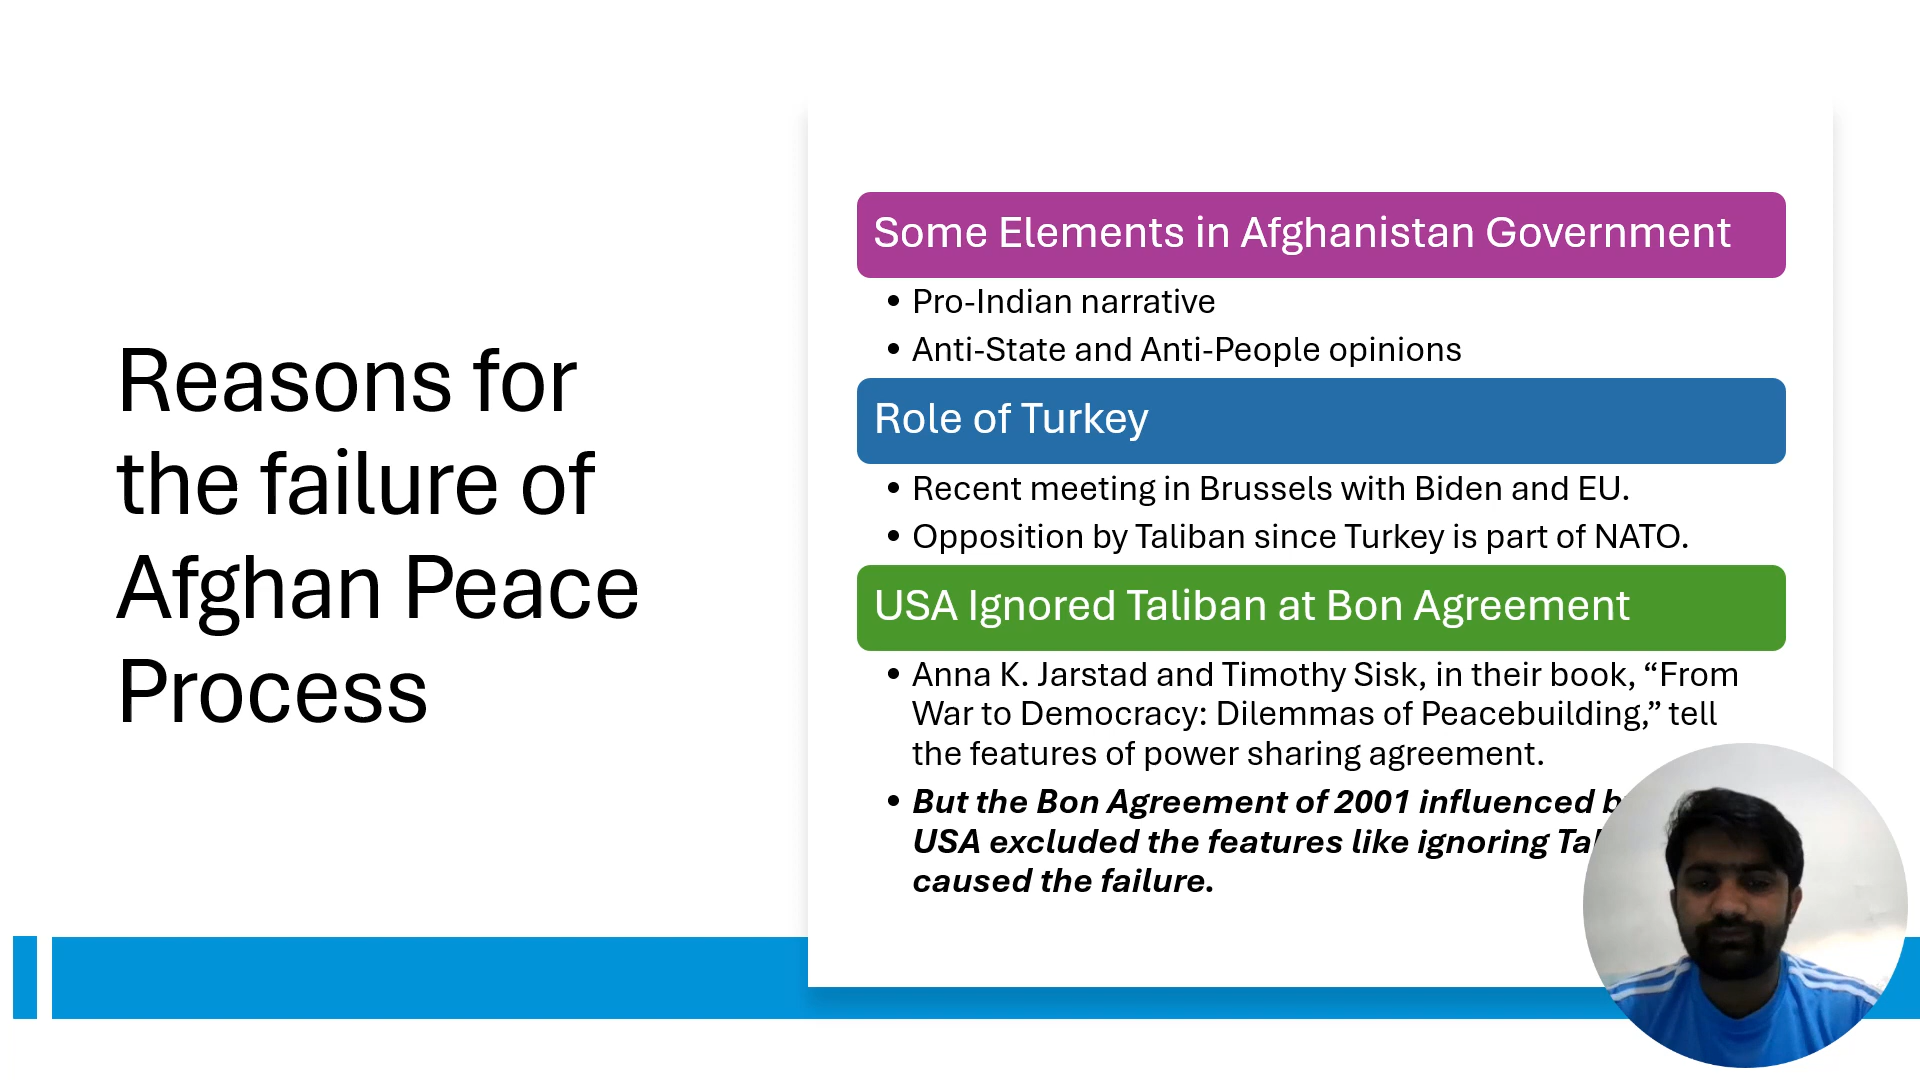 Reasons for
the failure of
Afghan Peace
Process
Some Elements in Afghanistan Government
• Pro-Indian narrative
• Anti-State and Anti-People opinions
Role of Turkey
• Recent meeting in Brussels with Biden and EU.
• Opposition by Taliban since Turkey is part of NATO.
USA Ignored Taliban at Bon Agreement
• Anna K. Jarstad and Timothy Sisk, in their book, “From
War to Democracy: Dilemmas of Peacebuilding,” tell
the features of power sharing agreement.
• But the Bon Agreement of 2001 influenced
USA excluded the features like ignoring
caused the failure.